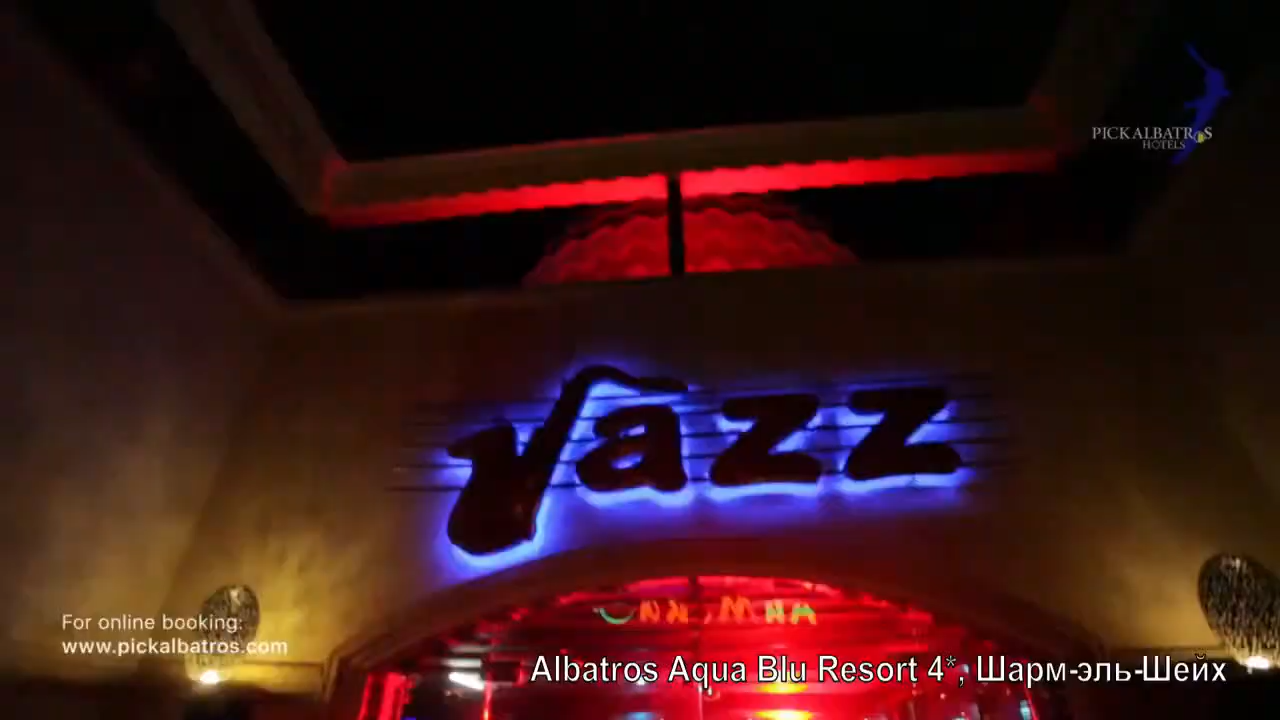 PICKALBATROS
HOTELS
Jazz
For online booking:
www.pickalbatros.com
Albatros Aqua Blu Resort 4*, Шарм-эль-Шейх